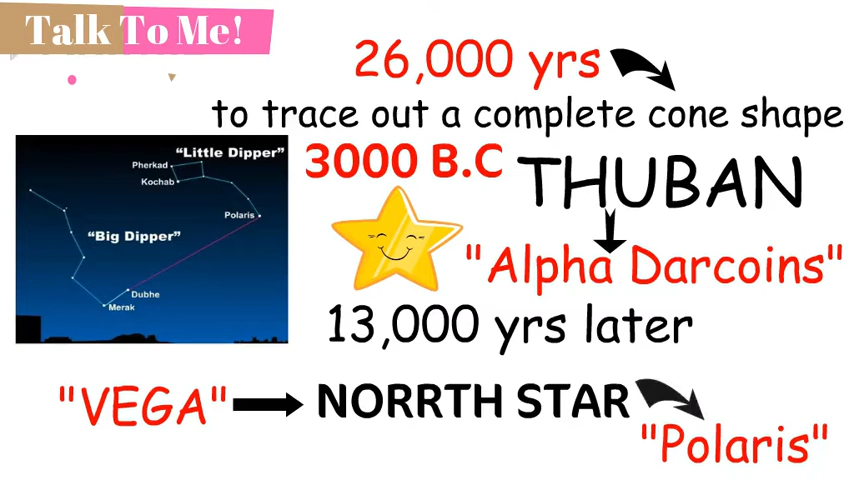 Talk To Me!
26,000 yrs
to trace out a complete cone shape
3000 B.C
THUBAN
"Alpha Darcoins"
13,000 yrs later
"VEGA"
NORRTH STAR
"Polaris"
"Little Dipper"
Pherkad
Kochab
Polaris
"Big Dipper"
Dubhe
Merak